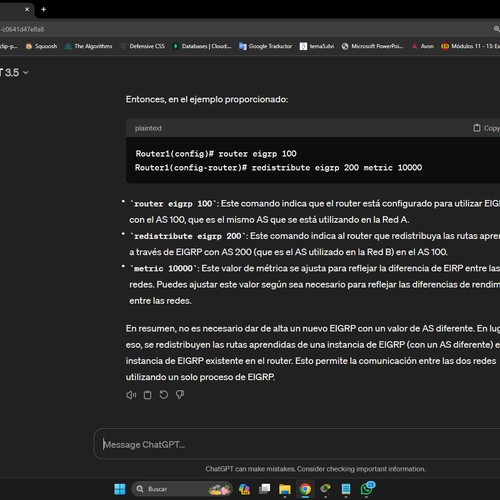 -c0641d47e8a8
clip-p...
Squoosh
The Algorithms
Defensive CSS
Databases | Cloud...
Google Traductor
tema5.dvi
Microsoft PowerPoi...
Avon
Módulos 11 - 13: Ex
T 3.5
Entonces, en el ejemplo proporcionado:
plaintext
Copy
Router1(config)# router eigrp 100
Router1(config-router)# redistribute eigrp 200 metric 10000
• `router eigrp 100`: Este comando indica que el router está configurado para utilizar EIG
con el AS 100, que es el mismo AS que se está utilizando en la Red A.
• `redistribute eigrp 200`: Este comando indica al router que redistribuya las rutas apren
a través de EIGRP con AS 200 (que es el AS utilizado en la Red B) en el AS 100.
• `metric 10000`: Este valor de métrica se ajusta para reflejar la diferencia de EIRP entre las
redes. Puedes ajustar este valor según sea necesario para reflejar las diferencias de rendim
entre las redes.
En resumen, no es necesario dar de alta un nuevo EIGRP con un valor de AS diferente. En lug
eso, se redistribuyen las rutas aprendidas de una instancia de EIGRP (con un AS diferente) e
instancia de EIGRP existente en el router. Esto permite la comunicación entre las dos redes
utilizando un solo proceso de EIGRP.
Message ChatGPT...
ChatGPT can make mistakes. Consider checking important information.
Buscar